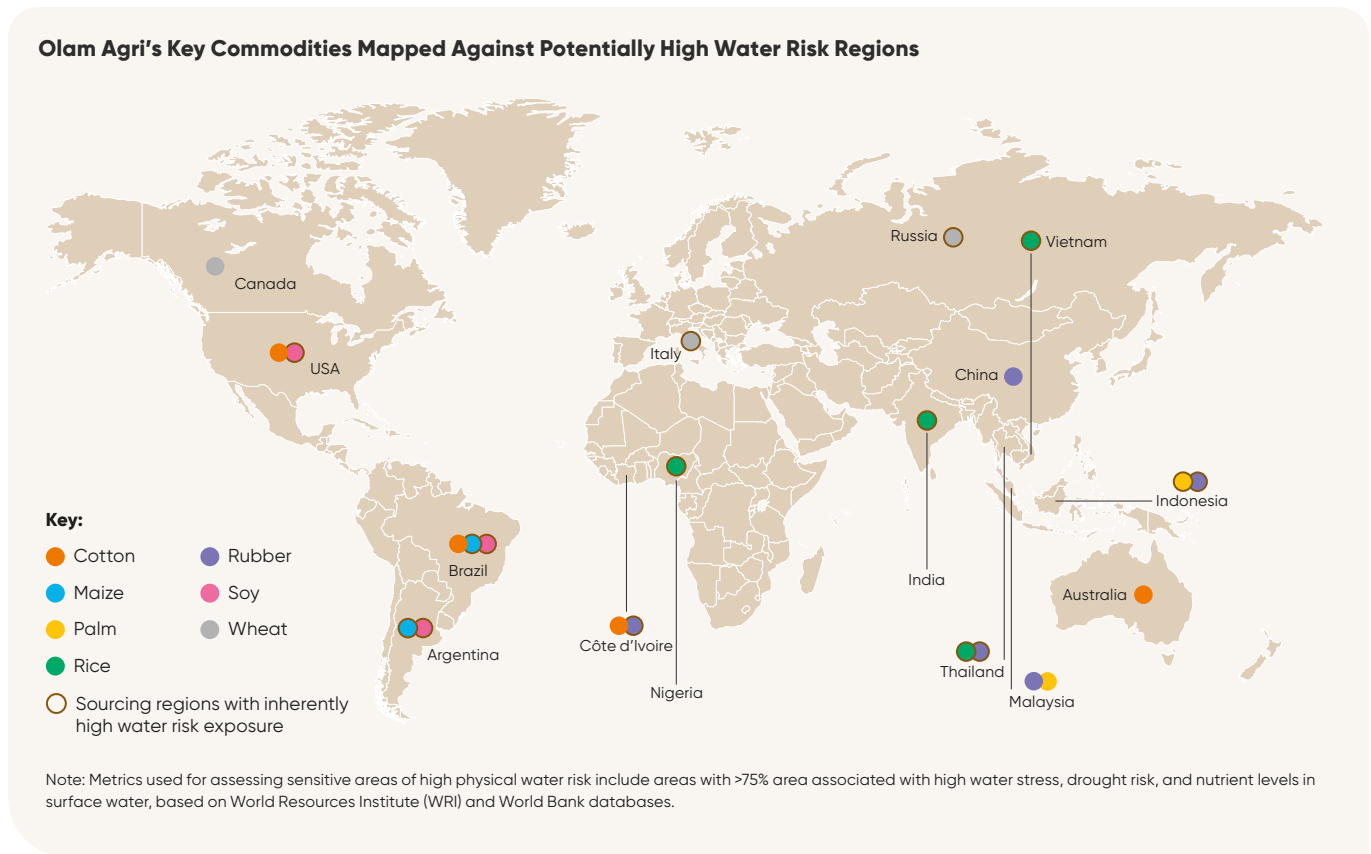 Olam Agri’s Key Commodities Mapped Against Potentially High Water Risk Regions
Russia
Vietnam
Canada
Italy
USA
China
Indonesia
Brazil
India
Australia
Argentina
Côte d’Ivoire
Thailand
Nigeria
Malaysia
Key:
Cotton
Rubber
Maize
Soy
Palm
Wheat
Rice
Sourcing regions with inherently
high water risk exposure
Note: Metrics used for assessing sensitive areas of high physical water risk include areas with >75% area associated with high water stress, drought risk, and nutrient levels in
surface water, based on World Resources Institute (WRI) and World Bank databases.